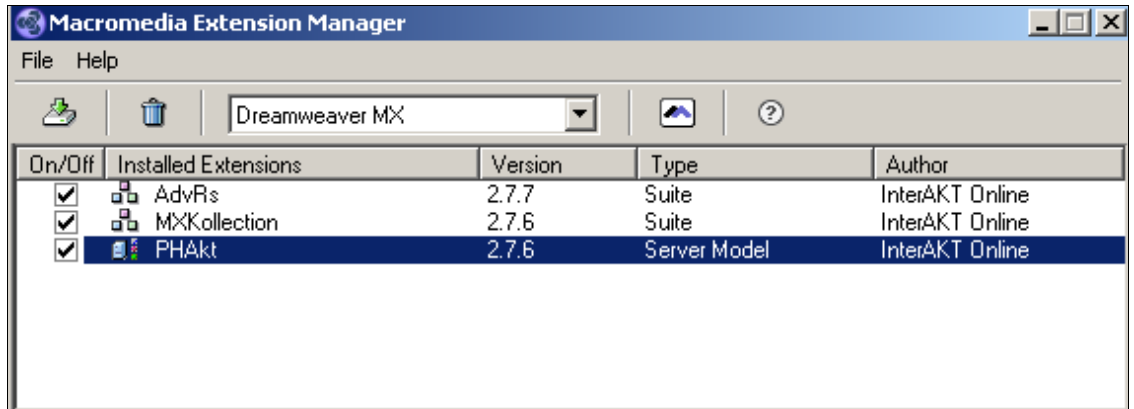 Macromedia Extension Manager
File Help
Dreamweaver MX
On/Off Installed Extensions Version Type Author
AdvRs 2.7.7 Suite InterAKT Online
MXKollection 2.7.6 Suite InterAKT Online
PHAkt 2.7.6 Server Model InterAKT Online